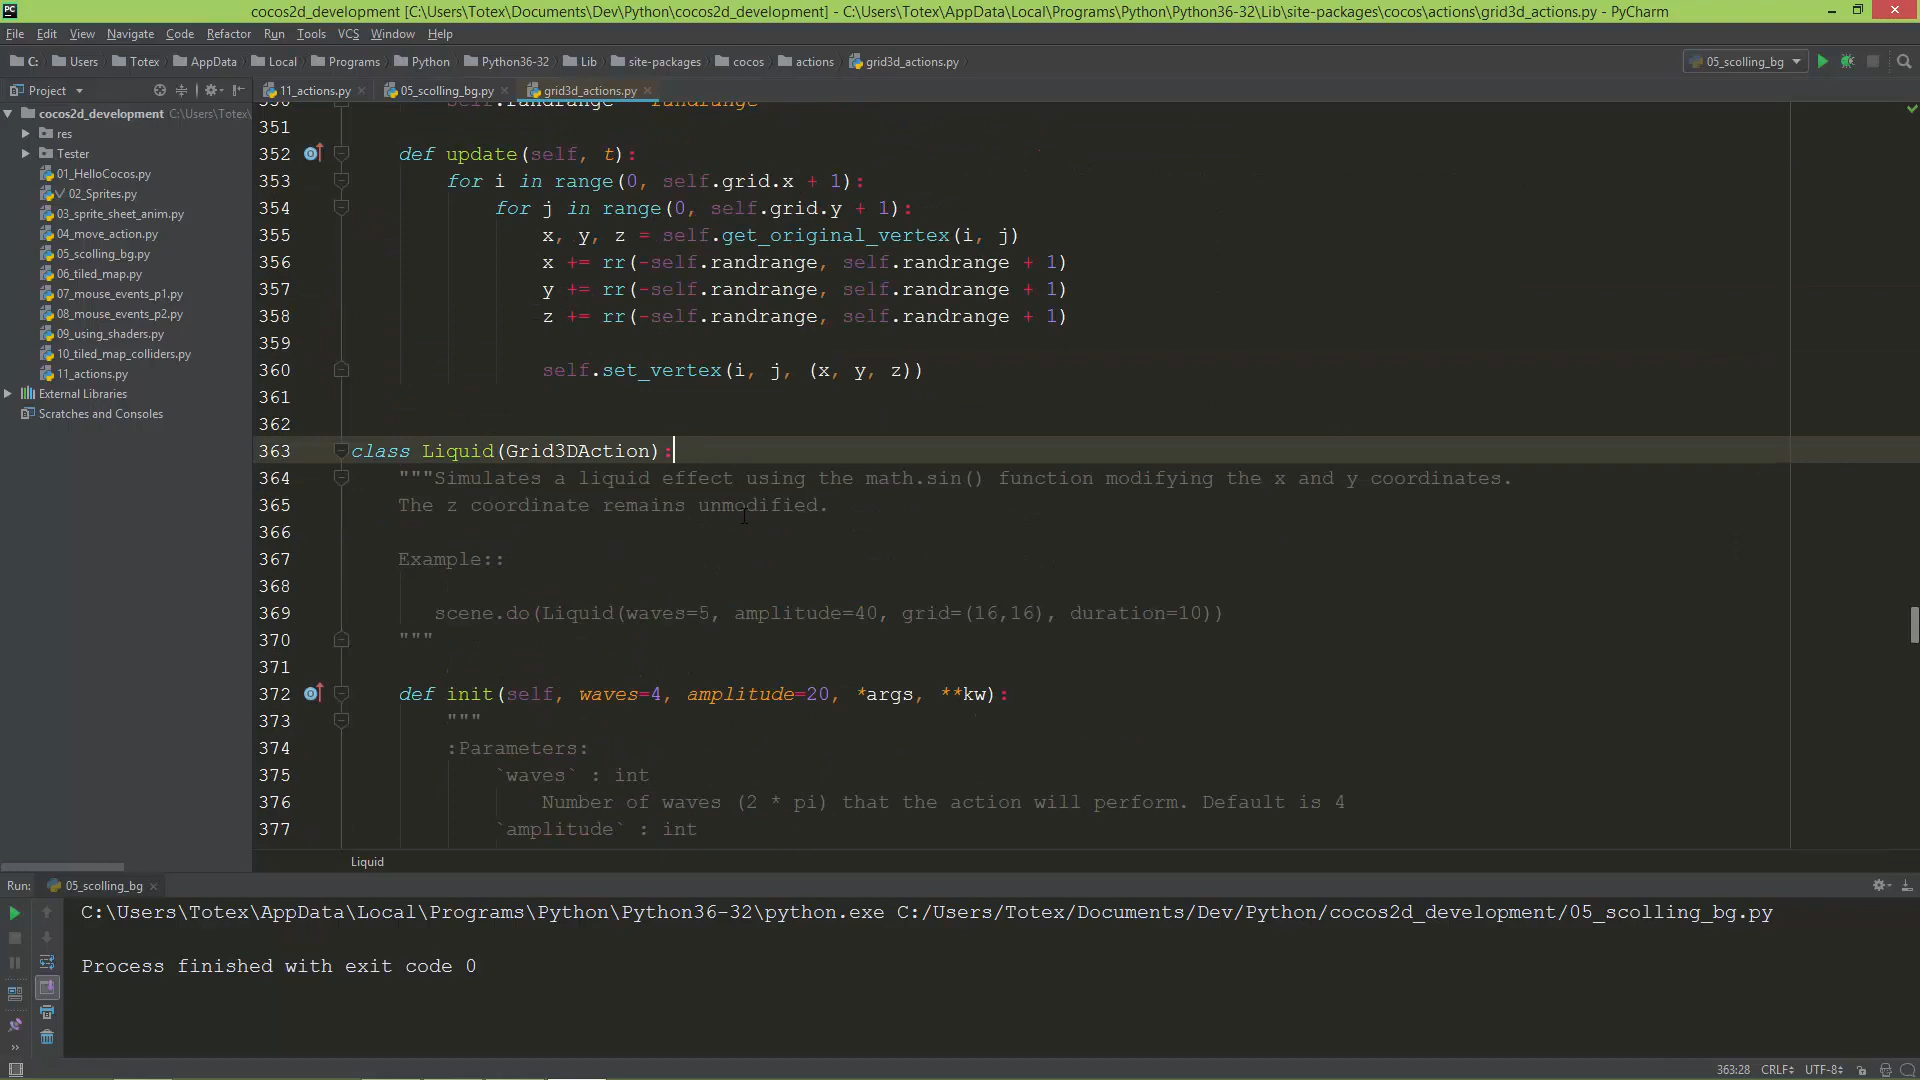 cocos2d_development [C:\Users\Totex\Documents\Dev\Python\cocos2d_development] - C:\Users\Totex\AppData\Local\Programs\Python\Python36-32\Lib\site-packages\cocos\actions\grid3d_actions.py - PyCharm
File Edit View Navigate Code Refactor Run Tools VCS Window Help
C: Users Totex AppData Local Programs Python Python36-32 Lib site-packages cocos actions grid3d_actions.py 05_scolling_bg
Project 11_actions.py 05_scolling_bg.py grid3d_actions.py
cocos2d_development C:\Users\Totex\
res
Tester
01_HelloCocos.py
02_Sprites.py
03_sprite_sheet_anim.py
04_move_action.py
05_scolling_bg.py
06_tiled_map.py
07_mouse_events_p1.py
08_mouse_events_p2.py
09_using_shaders.py
10_tiled_map_colliders.py
11_actions.py
External Libraries
Scratches and Consoles
350 self.randrange = randrange
351
352 def update(self, t):
353 for i in range(0, self.grid.x + 1):
354 for j in range(0, self.grid.y + 1):
355 x, y, z = self.get_original_vertex(i, j)
356 x += rr(-self.randrange, self.randrange + 1)
357 y += rr(-self.randrange, self.randrange + 1)
358 z += rr(-self.randrange, self.randrange + 1)
359
360 self.set_vertex(i, j, (x, y, z))
361
362
363 class Liquid(Grid3DAction):
364 """Simulates a liquid effect using the math.sin() function modifying the x and y coordinates.
365 The z coordinate remains unmodified.
366
367 Example::
368
369 scene.do(Liquid(waves=5, amplitude=40, grid=(16,16), duration=10))
370 """
371
372 def init(self, waves=4, amplitude=20, *args, **kw):
373 """
374 :Parameters:
375 `waves` : int
376 Number of waves (2 * pi) that the action will perform. Default is 4
377 `amplitude` : int
Liquid
Run: 05_scolling_bg
C:\Users\Totex\AppData\Local\Programs\Python\Python36-32\python.exe C:/Users/Totex/Documents/Dev/Python/cocos2d_development/05_scolling_bg.py
Process finished with exit code 0
363:28 CRLF UTF-8